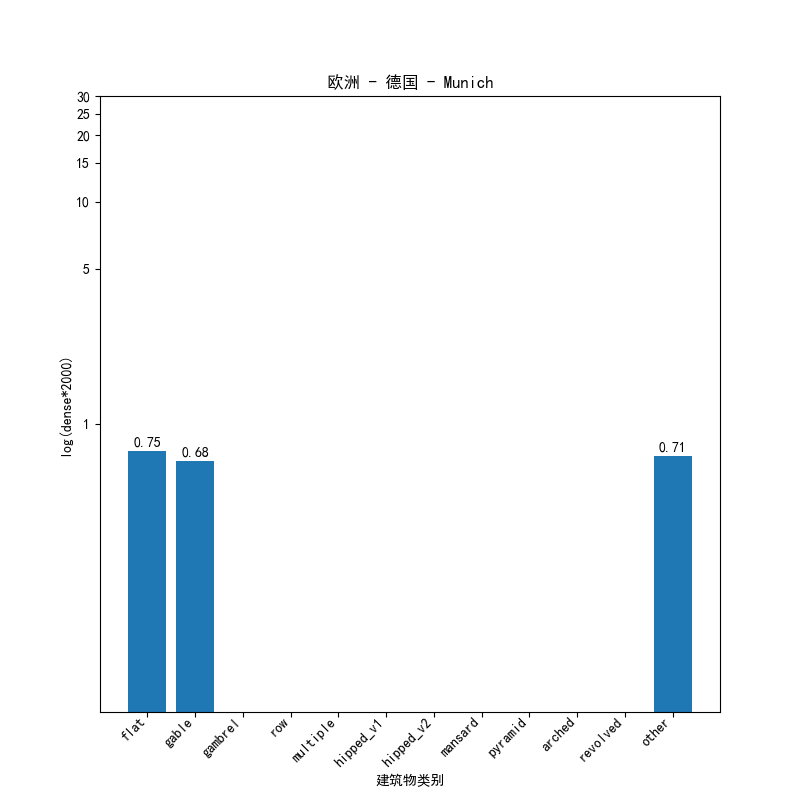 欧洲 - 德国 - Munich
30
25
20
15
10
5
1
log(dense*2000)
0.75
0.68
0.71
flat
gable
gambrel
row
multiple
hipped_v1
hipped_v2
mansard
pyramid
arched
revolved
other
建筑物类别